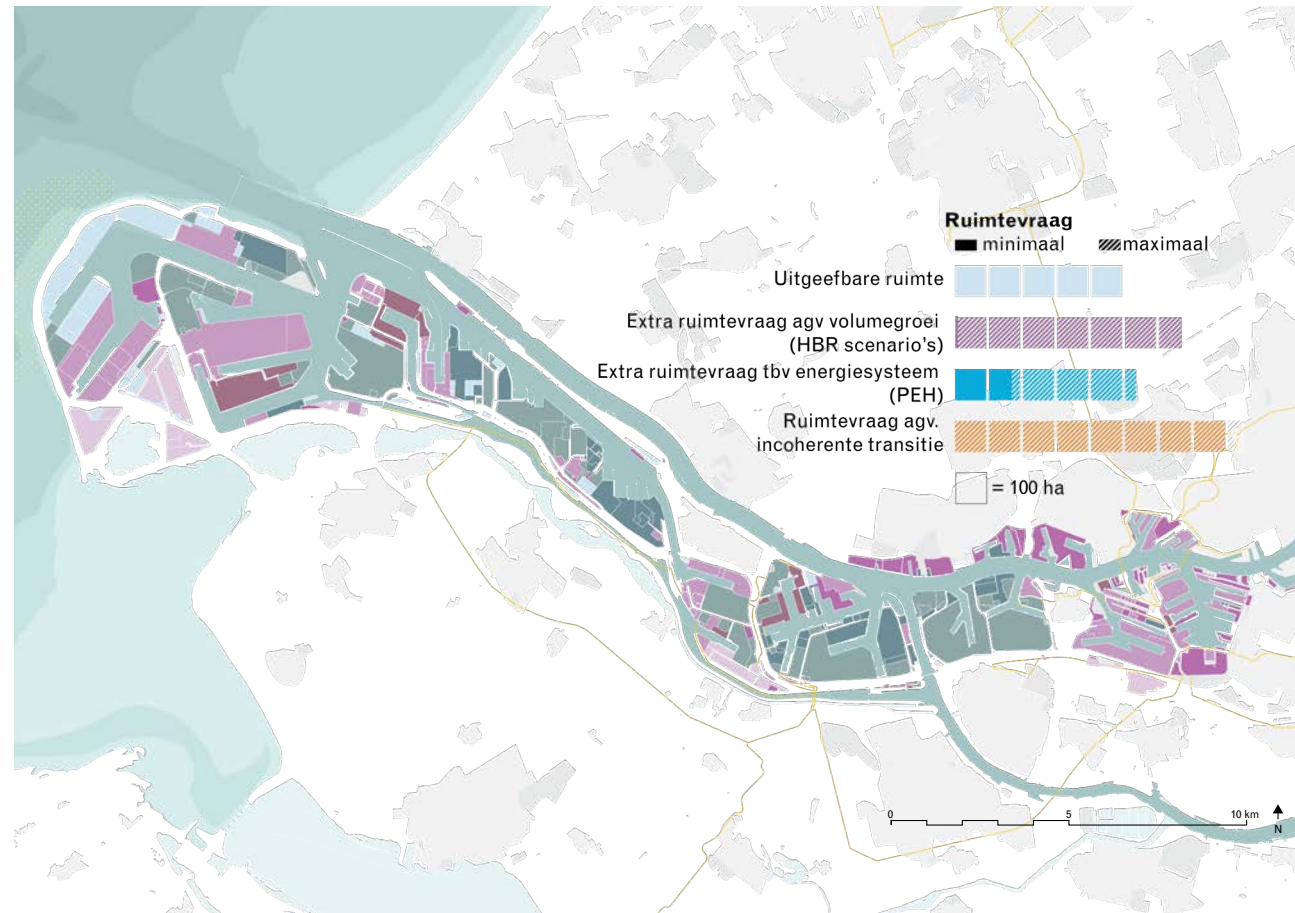 Ruimtevraag
minimaal
maximaal
Uitgeefbare ruimte
Extra ruimtevraag agv volumegroei
(HBR scenario's)
Extra ruimtevraag tbv energiesysteem
(PEH)
Ruimtevraag agv.
incoherente transitie
= 100 ha
0
5
10 km
N